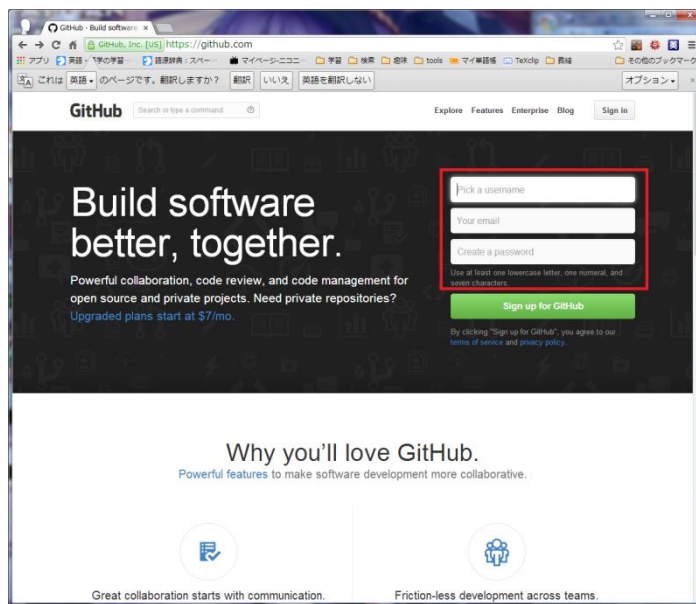 GitHub · Build software
GitHub, Inc. [US] https://github.com
アプリ 英語 - マイページ-ニコニ… 学習 検索 趣味 tools マイ単語帳 TeXclip 罫線 その他のブックマーク
これは 英語 のページです。翻訳しますか? 翻訳 いいえ 英語を翻訳しない オプション
GitHub Search or type a command Explore Features Enterprise Blog Sign in
Build software
better, together.
Powerful collaboration, code review, and code management for
open source and private projects. Need private repositories?
Upgraded plans start at $7/mo.
Pick a username
Your email
Create a password
Use at least one lowercase letter, one numeral, and
seven characters.
Sign up for GitHub
By clicking "Sign up for GitHub", you agree to our
terms of service and privacy policy.
Why you'll love GitHub.
Powerful features to make software development more collaborative.
Great collaboration starts with communication.
Friction-less development across teams.